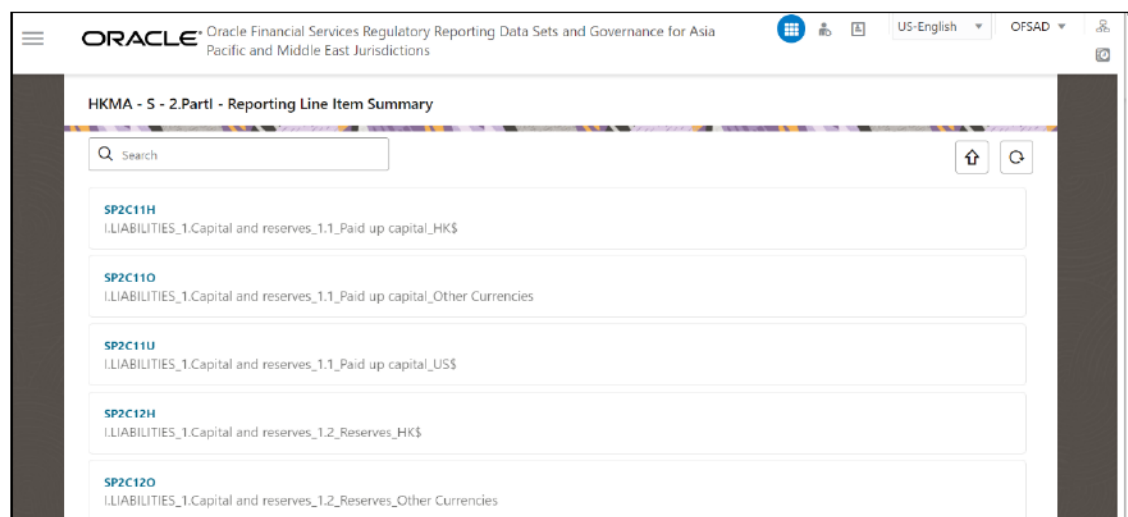 ORACLE® Oracle Financial Services Regulatory Reporting Data Sets and Governance for Asia
Pacific and Middle East Jurisdictions
US-English
OFSAD
HKMA - S - 2.PartI - Reporting Line Item Summary
Search
SP2C11H
I.LIABILITIES_1.Capital and reserves_1.1_Paid up capital_HK$
SP2C11O
I.LIABILITIES_1.Capital and reserves_1.1_Paid up capital_Other Currencies
SP2C11U
I.LIABILITIES_1.Capital and reserves_1.1_Paid up capital_US$
SP2C12H
I.LIABILITIES_1.Capital and reserves_1.2_Reserves_HK$
SP2C12O
I.LIABILITIES_1.Capital and reserves_1.2_Reserves_Other Currencies